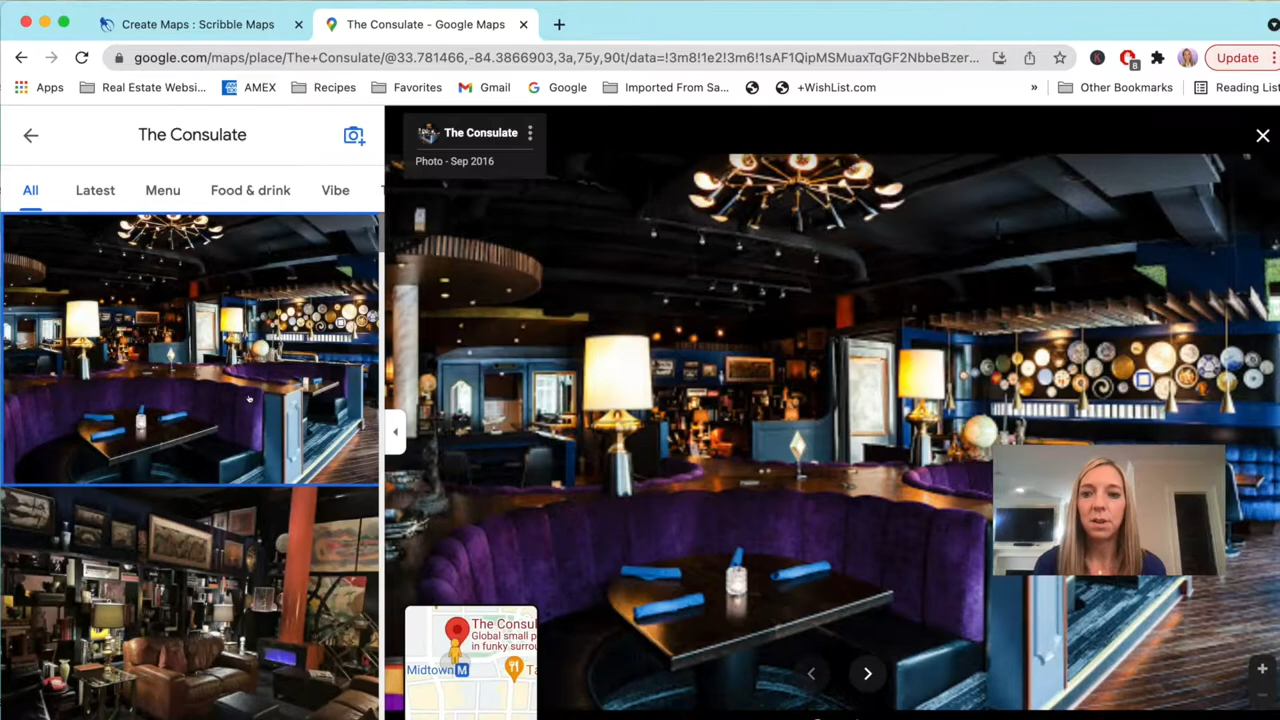 Create Maps : Scribble Maps
The Consulate - Google Maps
google.com/maps/place/The+Consulate/@33.781466,-84.3866903,3a,75y,90t/data=!3m8!1e2!3m6!1sAF1QipMSMuaxTqGF2NbbeBzer...
8
Update
Apps
Real Estate Websi...
AMEX
Recipes
Favorites
Gmail
Google
Imported From Sa...
+WishList.com
»
Other Bookmarks
Reading List
The Consulate
All
Latest
Menu
Food & drink
Vibe
The Consulate
Photo - Sep 2016
The Consul
Global small p
in funky surrou
Midtown M